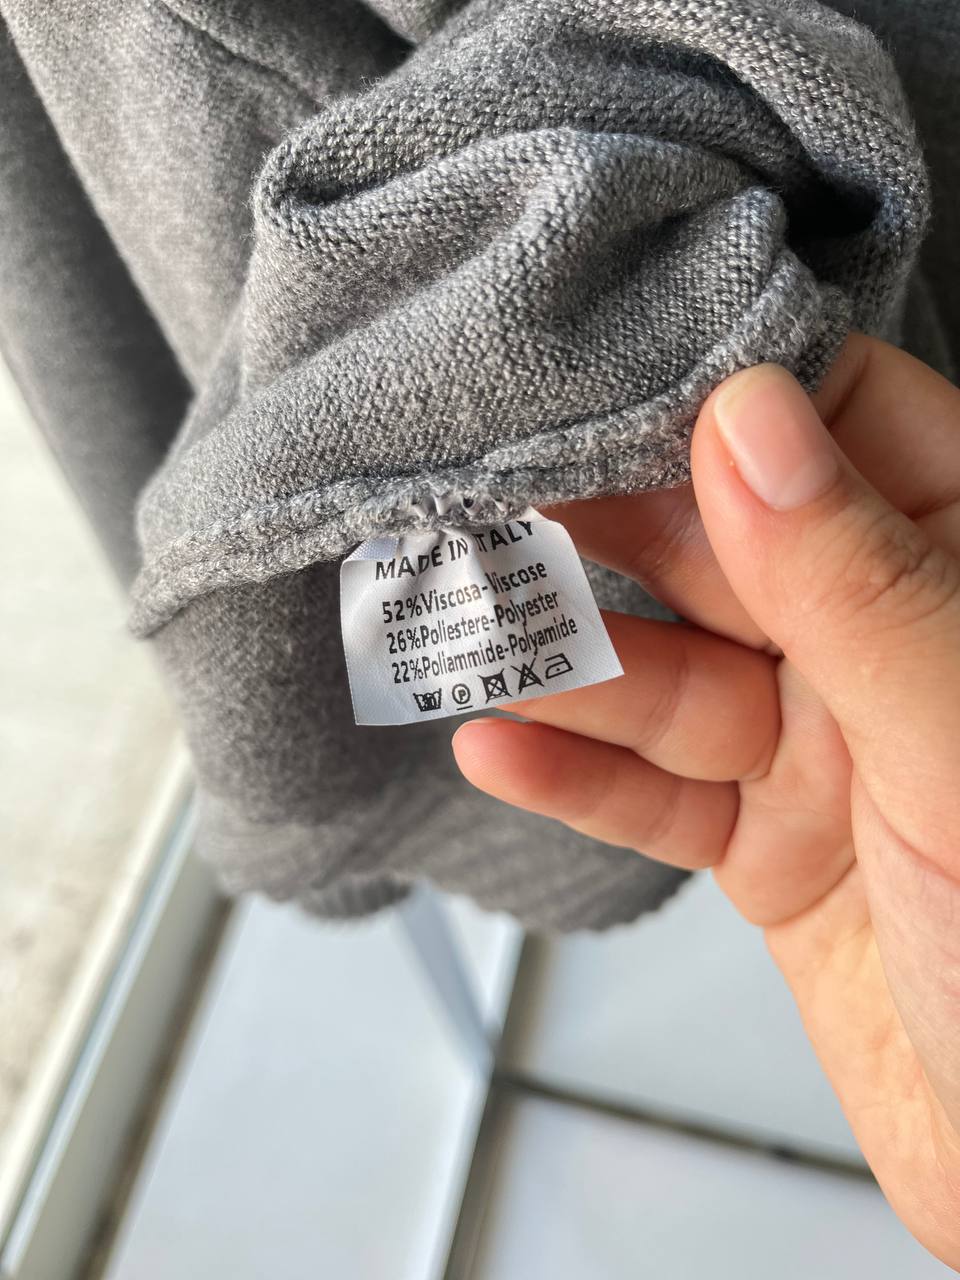 MADE IN ITALY
52%Viscosa-Viscose
26%Poliestere-Polyester
22%Poliammide-Polyamide
P